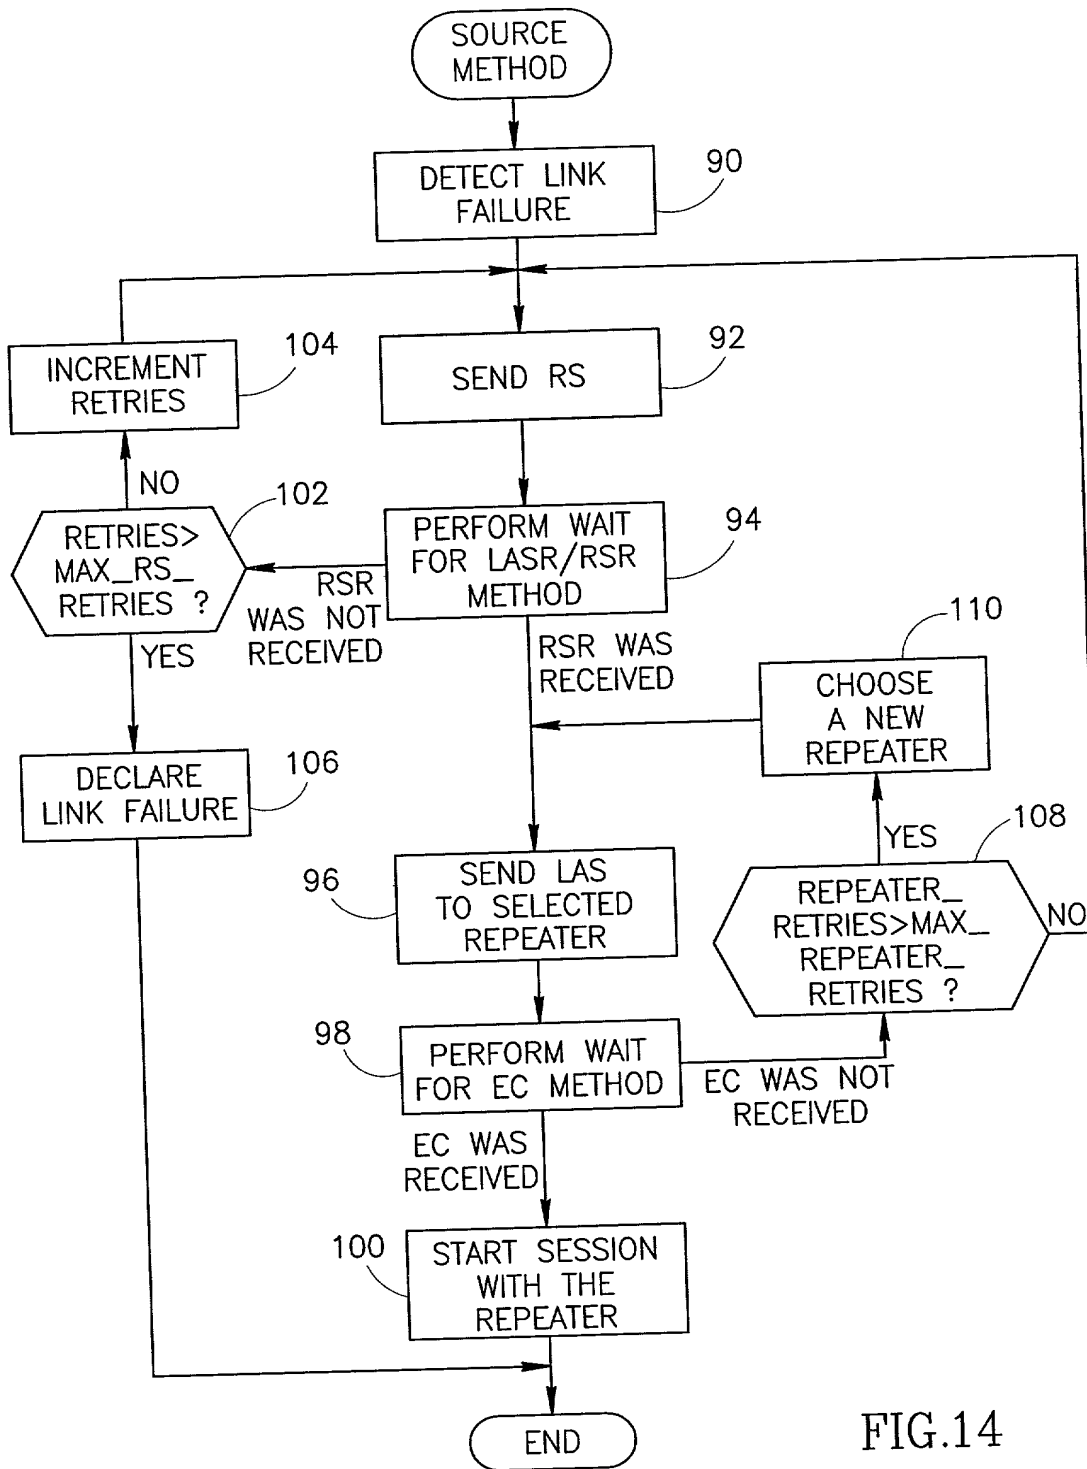 SOURCE
METHOD
DETECT LINK
FAILURE
90
INCREMENT
RETRIES
104
SEND RS
92
NO
RETRIES>
MAX_RS_
RETRIES ?
102
RSR
WAS NOT
RECEIVED
PERFORM WAIT
FOR LASR/RSR
METHOD
94
YES
RSR WAS
RECEIVED
110
CHOOSE
A NEW
REPEATER
DECLARE
LINK FAILURE
106
YES
108
96
SEND LAS
TO SELECTED
REPEATER
REPEATER_
RETRIES>MAX_
REPEATER_
RETRIES ?
NO
98
PERFORM WAIT
FOR EC METHOD
EC WAS NOT
RECEIVED
EC WAS
RECEIVED
100
START SESSION
WITH THE
REPEATER
END
FIG.14